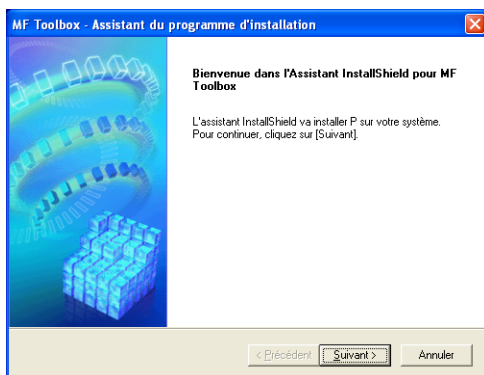 MF Toolbox - Assistant du programme d'installation
Bienvenue dans l'Assistant InstallShield pour MF
Toolbox
L'assistant InstallShield va installer P sur votre système.
Pour continuer, cliquez sur [Suivant].
< Précédent Suivant > Annuler